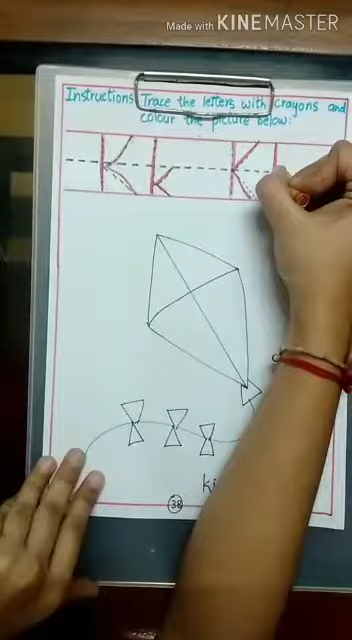 Made with KINEMASTER
Instructions: Trace the letters with crayons and
colour the picture below:
K k K
38